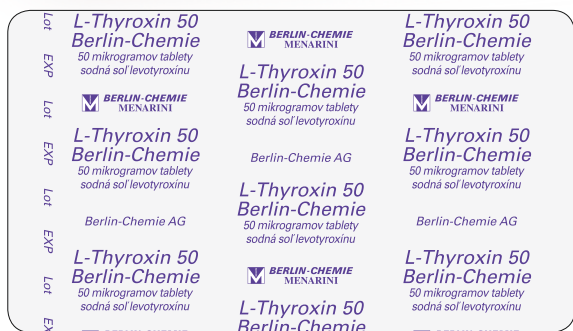 Lot
EXP
Lot
EXP
Lot
EXP
Lot
L-Thyroxin 50
Berlin-Chemie
50 mikrogramov tablety
sodná soľ levotyroxínu
BERLIN-CHEMIE
MENARINI
L-Thyroxin 50
Berlin-Chemie
50 mikrogramov tablety
sodná soľ levotyroxínu
Berlin-Chemie AG
L-Thyroxin 50
Berlin-Chemie
50 mikrogramov tablety
sodná soľ levotyroxínu
BERLIN-CHEMIE
MENARINI
L-Thyroxin 50
Berlin-Chemie
50 mikrogramov tablety
sodná soľ levotyroxínu
Berlin-Chemie AG
L-Thyroxin 50
Berlin-Chemie
50 mikrogramov tablety
sodná soľ levotyroxínu
BERLIN-CHEMIE
MENARINI
L-Thyroxin 50
Berlin-Chemie
L-Thyroxin 50
Berlin-Chemie
50 mikrogramov tablety
sodná soľ levotyroxínu
BERLIN-CHEMIE
MENARINI
L-Thyroxin 50
Berlin-Chemie
50 mikrogramov tablety
sodná soľ levotyroxínu
Berlin-Chemie AG
L-Thyroxin 50
Berlin-Chemie
50 mikrogramov tablety
sodná soľ levotyroxínu